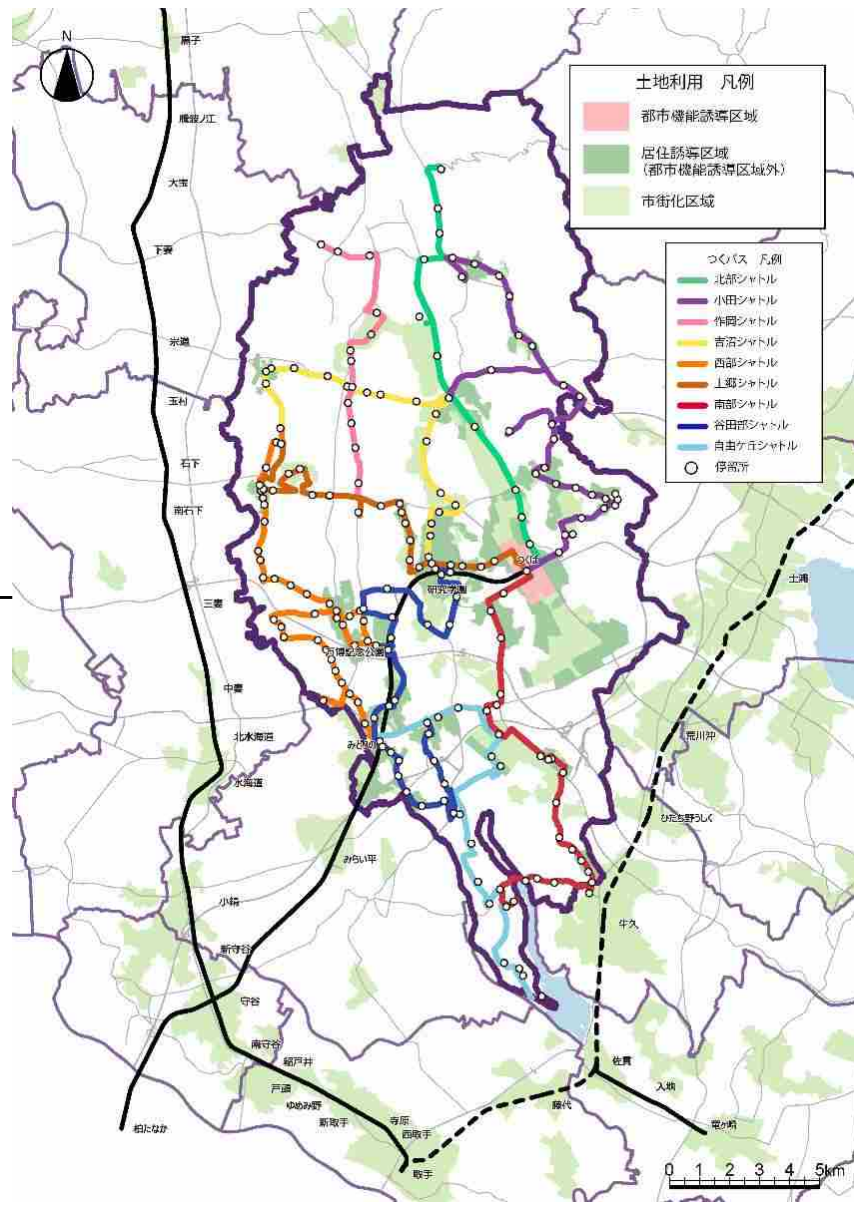 N
土地利用 凡例
都市機能誘導区域
居住誘導区域
(都市機能誘導区域外)
市街化区域
つくバス 凡例
北部シャトル
小田シャトル
作岡シャトル
吉沼シャトル
西部シャトル
上郷シャトル
南部シャトル
谷田部シャトル
自由ケ丘シャトル
停留所
黒子
騰波ノ江
大宝
下妻
宗道
玉村
石下
南石下
三妻
中妻
北水海道
水海道
小絹
新守谷
守谷
南守谷
稲戸井
戸頭
ゆめみ野
新取手
寺原
西取手
取手
柏たなか
つくば
研究学園
万博記念公園
みどりの
みらい平
土浦
荒川沖
ひたち野うしく
牛久
佐貫
入地
竜ヶ崎
藤代
0 1 2 3 4 5km